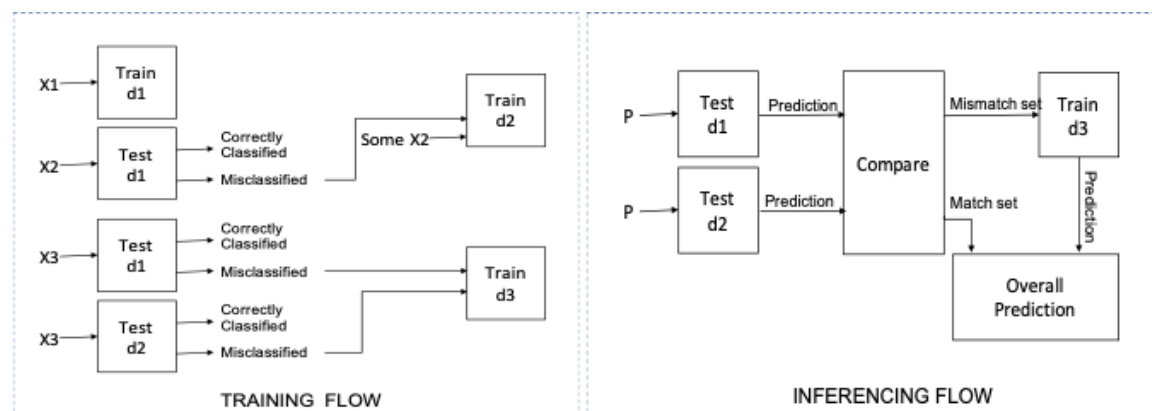 X1
Train
d1
X2
Test
d1
Correctly
Classified
Misclassified
Some X2
Train
d2
X3
Test
d1
Correctly
Classified
Misclassified
Train
d3
X3
Test
d2
Correctly
Classified
Misclassified
TRAINING FLOW
P
Test
d1
Prediction
Compare
Mismatch set
Train
d3
P
Test
d2
Prediction
Match set
Prediction
Overall
Prediction
INFERENCING FLOW